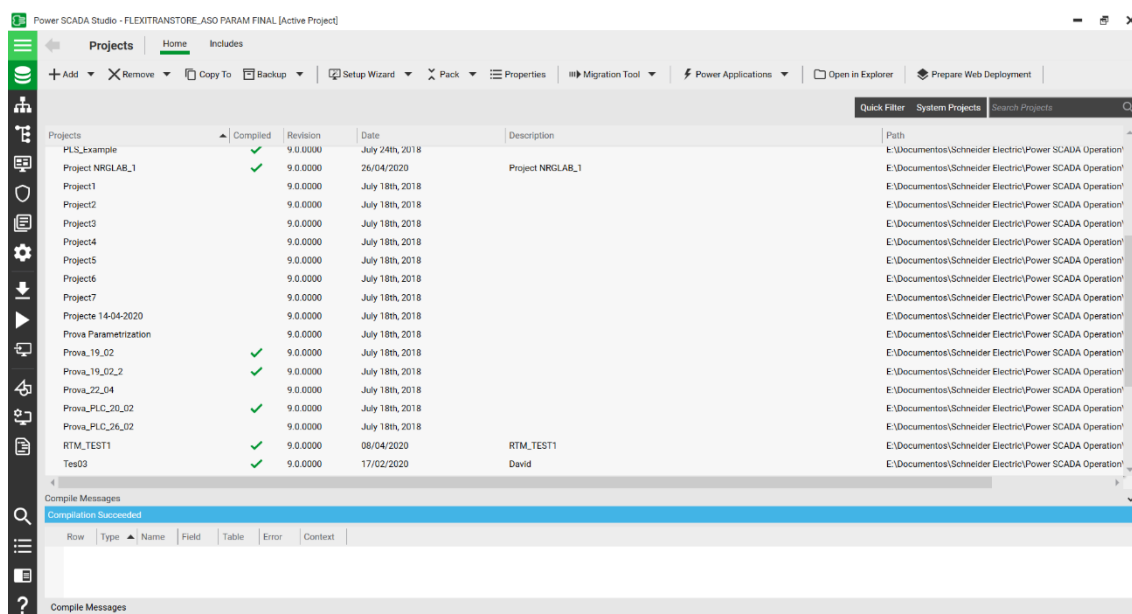 Power SCADA Studio - FLEXITRANSTORE_ASO PARAM FINAL [Active Project]
Projects Home Includes
Add Remove Copy To Backup Setup Wizard Pack Properties Migration Tool Power Applications Open in Explorer Prepare Web Deployment
Quick Filter System Projects Search Projects
Projects Compiled Revision Date Description Path
PLS_Example 9.0.0000 July 24th, 2018 E:\Documentos\Schneider Electric\Power SCADA Operation\
Project NRGLAB_1 9.0.0000 26/04/2020 Project NRGLAB_1 E:\Documentos\Schneider Electric\Power SCADA Operation\
Project1 9.0.0000 July 18th, 2018 E:\Documentos\Schneider Electric\Power SCADA Operation\
Project2 9.0.0000 July 18th, 2018 E:\Documentos\Schneider Electric\Power SCADA Operation\
Project3 9.0.0000 July 18th, 2018 E:\Documentos\Schneider Electric\Power SCADA Operation\
Project4 9.0.0000 July 18th, 2018 E:\Documentos\Schneider Electric\Power SCADA Operation\
Project5 9.0.0000 July 18th, 2018 E:\Documentos\Schneider Electric\Power SCADA Operation\
Project6 9.0.0000 July 18th, 2018 E:\Documentos\Schneider Electric\Power SCADA Operation\
Project7 9.0.0000 July 18th, 2018 E:\Documentos\Schneider Electric\Power SCADA Operation\
Projecte 14-04-2020 9.0.0000 July 18th, 2018 E:\Documentos\Schneider Electric\Power SCADA Operation\
Prova Parametrization 9.0.0000 July 18th, 2018 E:\Documentos\Schneider Electric\Power SCADA Operation\
Prova_19_02 9.0.0000 July 18th, 2018 E:\Documentos\Schneider Electric\Power SCADA Operation\
Prova_19_02_2 9.0.0000 July 18th, 2018 E:\Documentos\Schneider Electric\Power SCADA Operation\
Prova_22_04 9.0.0000 July 18th, 2018 E:\Documentos\Schneider Electric\Power SCADA Operation\
Prova_PLC_20_02 9.0.0000 July 18th, 2018 E:\Documentos\Schneider Electric\Power SCADA Operation\
Prova_PLC_26_02 9.0.0000 July 18th, 2018 E:\Documentos\Schneider Electric\Power SCADA Operation\
RTM_TEST1 9.0.0000 08/04/2020 RTM_TEST1 E:\Documentos\Schneider Electric\Power SCADA Operation\
Tes03 9.0.0000 17/02/2020 David E:\Documentos\Schneider Electric\Power SCADA Operation\
Compile Messages
Compilation Succeeded
Row Type Name Field Table Error Context
Compile Messages